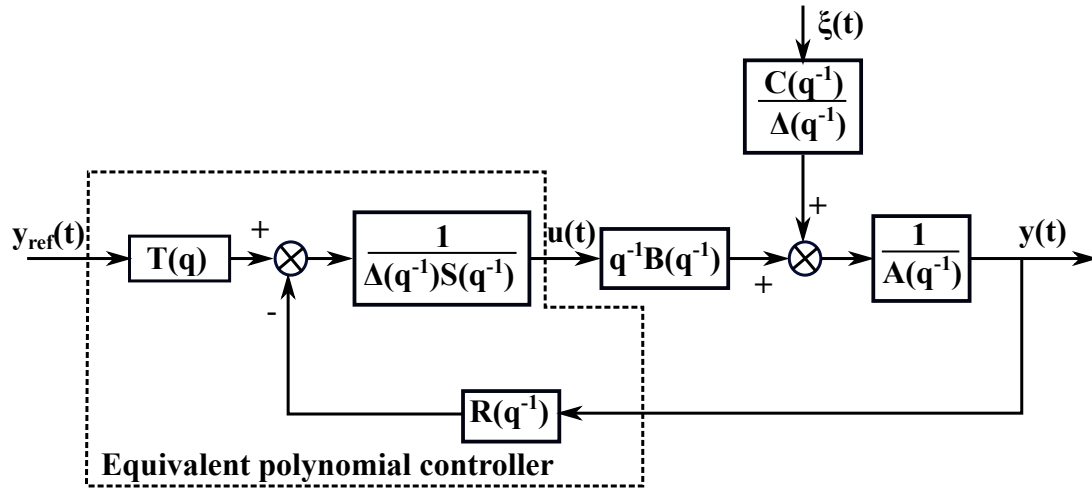 ξ(t)
C(q⁻¹)
Δ(q⁻¹)
+
y_ref(t)
T(q)
+
1
Δ(q⁻¹)S(q⁻¹)
u(t)
q⁻¹B(q⁻¹)
+
1
A(q⁻¹)
y(t)
-
R(q⁻¹)
Equivalent polynomial controller